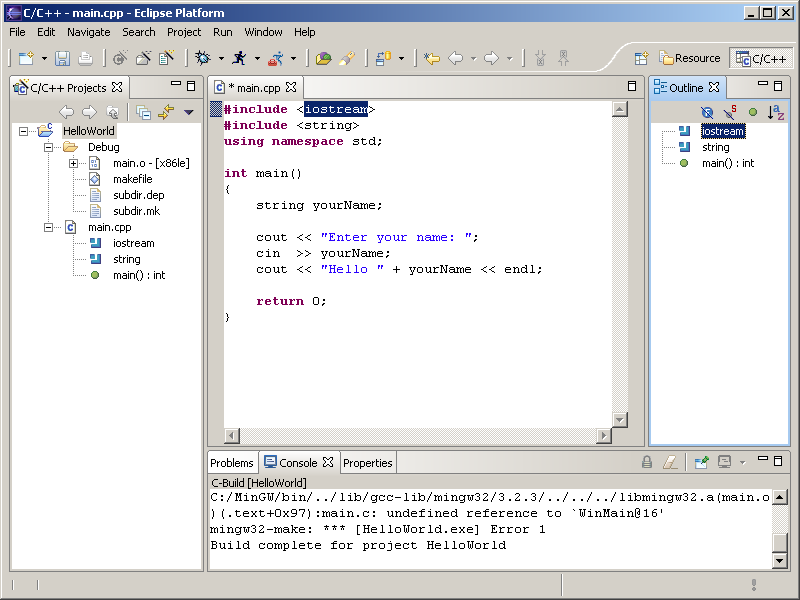 C/C++ - main.cpp - Eclipse Platform
File Edit Navigate Search Project Run Window Help
Resource C/C++
C/C++ Projects
HelloWorld
Debug
main.o - [x86le]
makefile
subdir.dep
subdir.mk
main.cpp
iostream
string
main() : int
* main.cpp
#include <iostream>
#include <string>
using namespace std;
int main()
{
string yourName;
cout << "Enter your name: ";
cin >> yourName;
cout << "Hello " + yourName << endl;
return 0;
}
Outline
iostream
string
main() : int
Problems Console Properties
C-Build [HelloWorld]
C:/MinGW/bin/../lib/gcc-lib/mingw32/3.2.3/../../../libmingw32.a(main.o
)(.text+0x97):main.c: undefined reference to `WinMain@16'
mingw32-make: *** [HelloWorld.exe] Error 1
Build complete for project HelloWorld